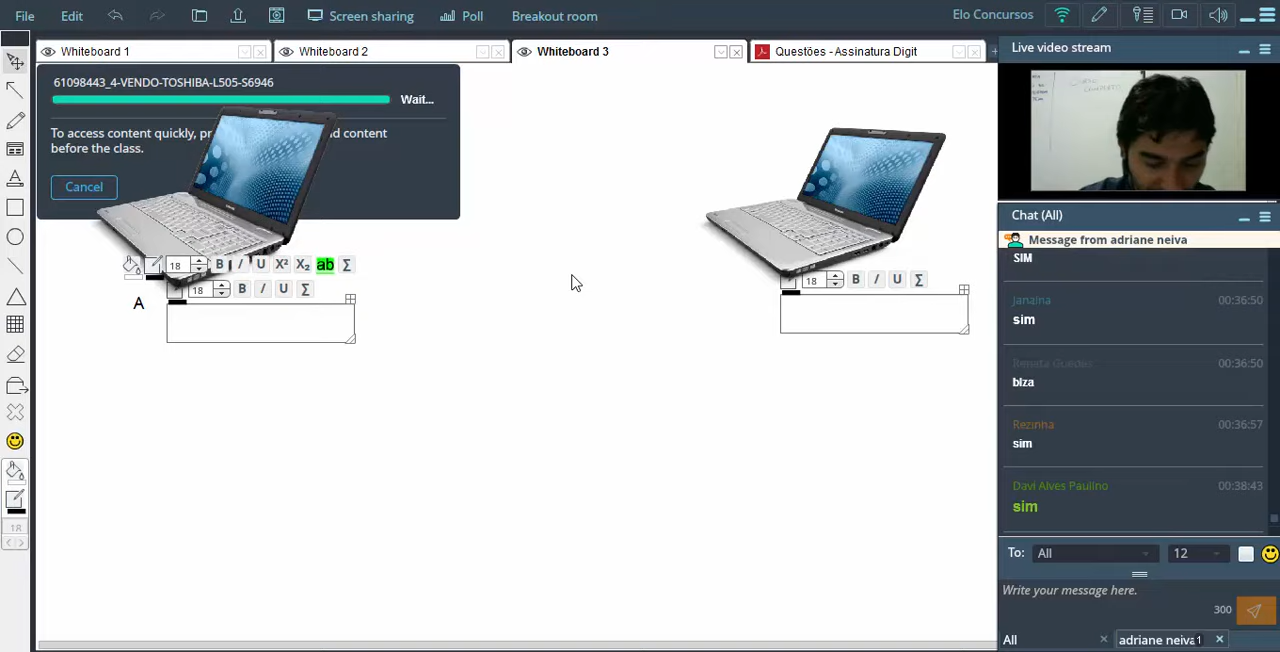 File Edit Screen sharing Poll Breakout room Elo Concursos
Whiteboard 1 Whiteboard 2 Whiteboard 3 Questões - Assinatura Digit
Live video stream
61098443_4-VENDO-TOSHIBA-L505-S6946
Wait...
To access content quickly, d content
before the class.
Cancel
18 B I U X² X₂ ab Σ
18 B I U Σ
A
18 B I U Σ
18
Chat (All)
Message from adriane neiva
SIM
Janaína 00:36:50
sim
Renata Guedes 00:36:50
blza
Rezinha 00:36:57
sim
Davi Alves Paulino 00:38:43
sim
To: All 12
Write your message here.
300
All adriane neiva 1